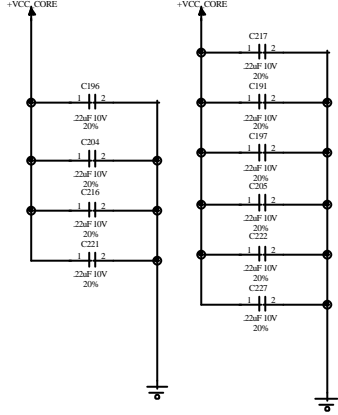 +VCC_CORE
C196
1 2
.22uF 10V
20%
C204
1 2
.22uF 10V
20%
C216
1 2
.22uF 10V
20%
C221
1 2
.22uF 10V
20%
+VCC_CORE
C217
1 2
.22uF 10V
20%
C191
1 2
.22uF 10V
20%
C197
1 2
.22uF 10V
20%
C205
1 2
.22uF 10V
20%
C222
1 2
.22uF 10V
20%
C227
1 2
.22uF 10V
20%